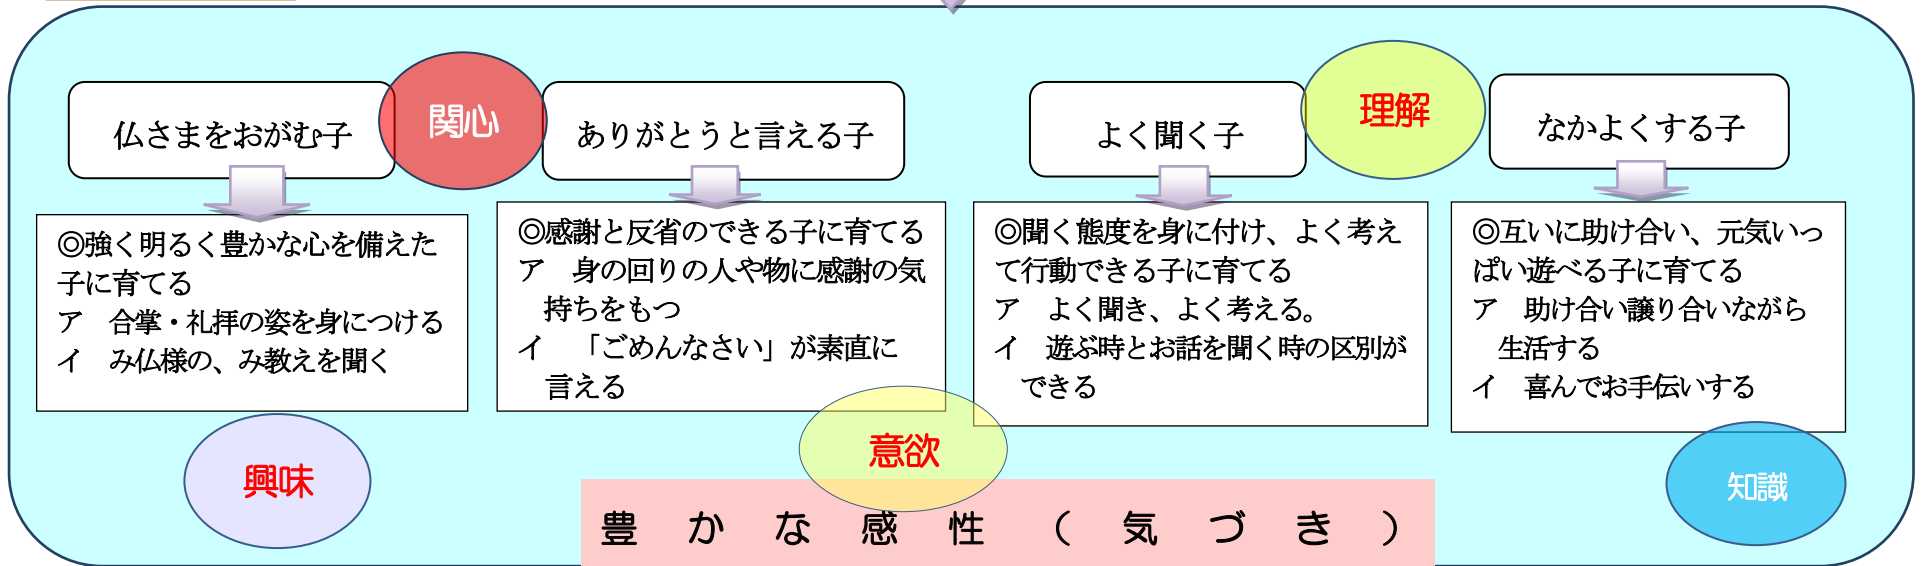 仏さまをおがむ子
関心
ありがとうと言える子
よく聞く子
理解
なかよくする子
◎強く明るく豊かな心を備えた
子に育てる
ア　合掌・礼拝の姿を身につける
イ　み仏様の、み教えを聞く
◎感謝と反省のできる子に育てる
ア　身の回りの人や物に感謝の気
持ちをもつ
イ　「ごめんなさい」が素直に
言える
◎聞く態度を身に付け、よく考え
て行動できる子に育てる
ア　よく聞き、よく考える。
イ　遊ぶ時とお話を聞く時の区別が
できる
◎互いに助け合い、元気いっ
ぱい遊べる子に育てる
ア　助け合い譲り合いながら
生活する
イ　喜んでお手伝いする
興味
意欲
知識
豊かな感性（気づき）